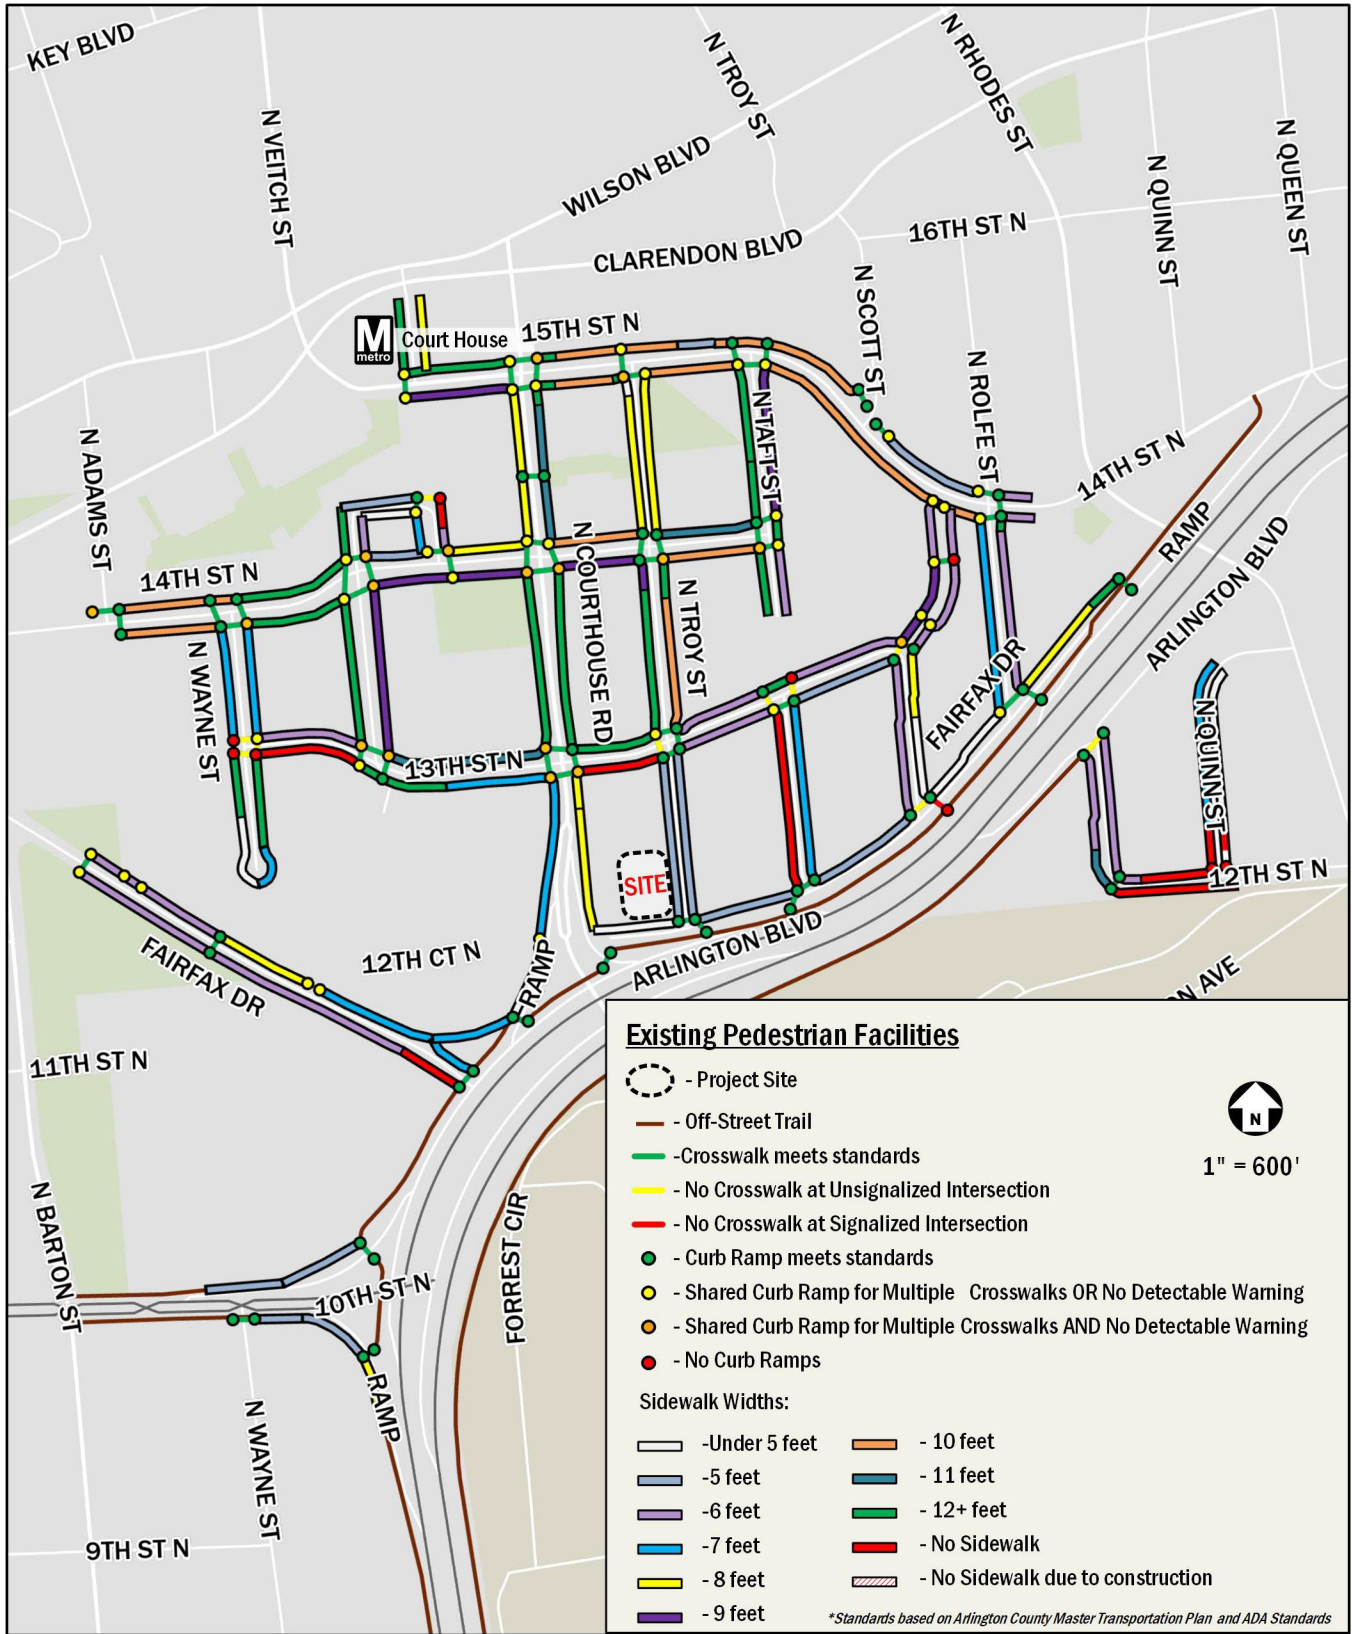 KEY BLVD
N VEITCH ST
N TROY ST
N RHODES ST
WILSON BLVD
N QUINN ST
N QUEEN ST
16TH ST N
CLARENDON BLVD
N SCOTT ST
M
metro
Court House
15TH ST N
N ROLFE ST
N TAFT ST
N ADAMS ST
14TH ST N
14TH ST N
RAMP
ARLINGTON BLVD
N COURTHOUSE RD
N TROY ST
N WAYNE ST
FAIRFAX DR
13TH ST N
N QUINN ST
SITE
12TH ST N
FAIRFAX DR
12TH CT N
RAMP
ARLINGTON BLVD
ON AVE
11TH ST N
N BARTON ST
10TH ST N
FORREST CIR
RAMP
N WAYNE ST
9TH ST N
Existing Pedestrian Facilities
- Project Site
- Off-Street Trail
-Crosswalk meets standards
- No Crosswalk at Unsignalized Intersection
- No Crosswalk at Signalized Intersection
- Curb Ramp meets standards
- Shared Curb Ramp for Multiple Crosswalks OR No Detectable Warning
- Shared Curb Ramp for Multiple Crosswalks AND No Detectable Warning
- No Curb Ramps
N
1" = 600'
Sidewalk Widths:
-Under 5 feet
-5 feet
-6 feet
-7 feet
- 8 feet
- 9 feet
- 10 feet
- 11 feet
- 12+ feet
- No Sidewalk
- No Sidewalk due to construction
*Standards based on Arlington County Master Transportation Plan and ADA Standards